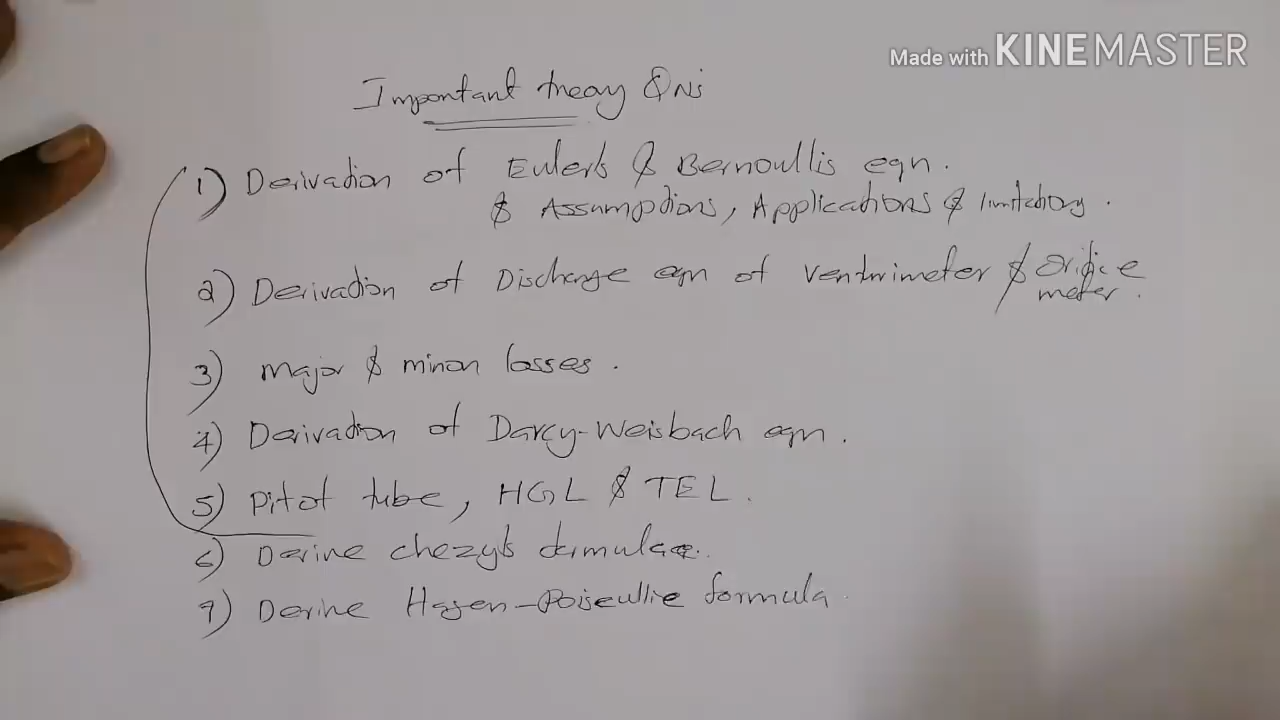 Made with KINEMASTER
Important theory QNs
1) Derivation of Euler's & Bernoullis eqn.
& Assumptions, Applications & limitations.
2) Derivation of Discharge eqn of Venturimeter & Orifice
meter.
3) Major & minor losses.
4) Derivation of Darcy-Weisbach eqn.
5) Pitot tube, HGL & TEL.
6) Derive chezy's formulae.
7) Derive Hagen-Poiseullie formula.